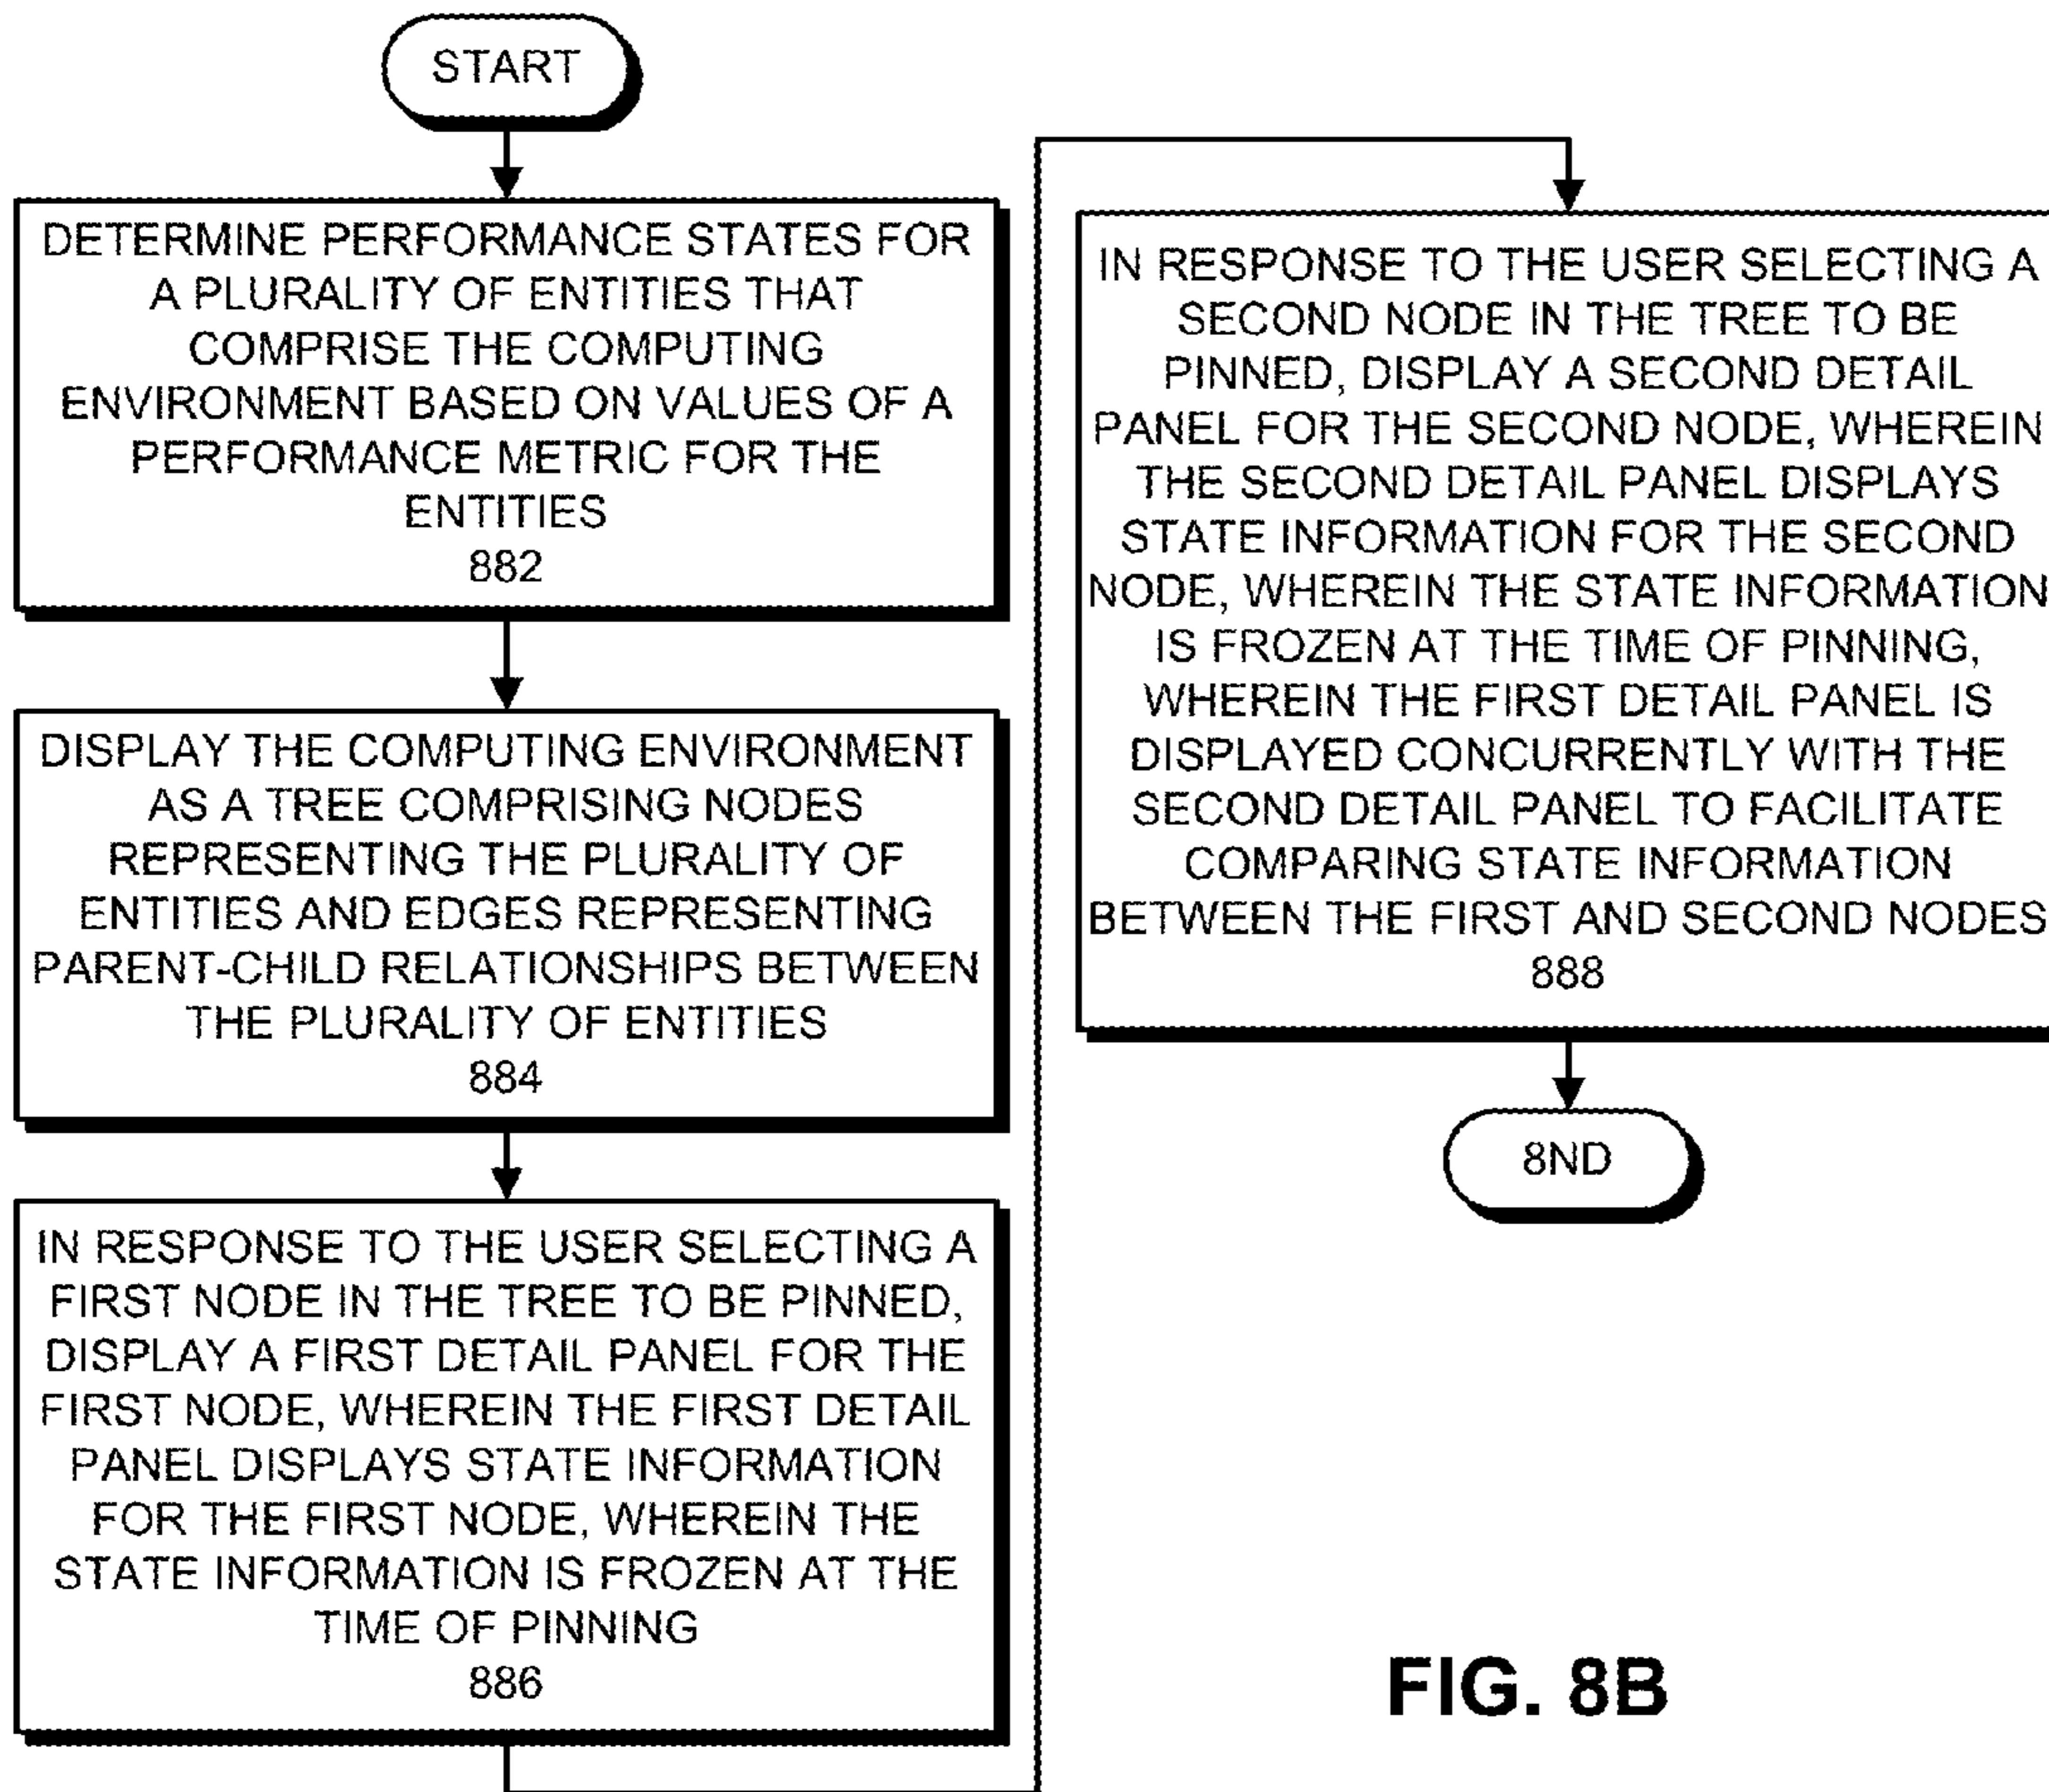 START
DETERMINE PERFORMANCE STATES FOR
A PLURALITY OF ENTITIES THAT
COMPRISE THE COMPUTING
ENVIRONMENT BASED ON VALUES OF A
PERFORMANCE METRIC FOR THE
ENTITIES
882
DISPLAY THE COMPUTING ENVIRONMENT
AS A TREE COMPRISING NODES
REPRESENTING THE PLURALITY OF
ENTITIES AND EDGES REPRESENTING
PARENT-CHILD RELATIONSHIPS BETWEEN
THE PLURALITY OF ENTITIES
884
IN RESPONSE TO THE USER SELECTING A
FIRST NODE IN THE TREE TO BE PINNED,
DISPLAY A FIRST DETAIL PANEL FOR THE
FIRST NODE, WHEREIN THE FIRST DETAIL
PANEL DISPLAYS STATE INFORMATION
FOR THE FIRST NODE, WHEREIN THE
STATE INFORMATION IS FROZEN AT THE
TIME OF PINNING
886
IN RESPONSE TO THE USER SELECTING A
SECOND NODE IN THE TREE TO BE
PINNED, DISPLAY A SECOND DETAIL
PANEL FOR THE SECOND NODE, WHEREIN
THE SECOND DETAIL PANEL DISPLAYS
STATE INFORMATION FOR THE SECOND
NODE, WHEREIN THE STATE INFORMATION
IS FROZEN AT THE TIME OF PINNING,
WHEREIN THE FIRST DETAIL PANEL IS
DISPLAYED CONCURRENTLY WITH THE
SECOND DETAIL PANEL TO FACILITATE
COMPARING STATE INFORMATION
BETWEEN THE FIRST AND SECOND NODES
888
8ND
FIG. 8B